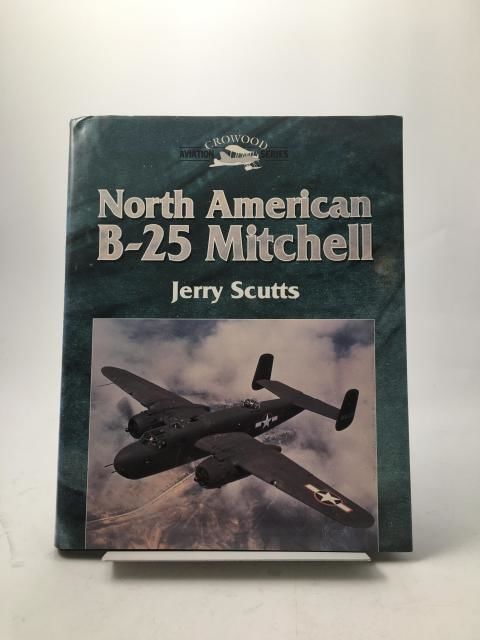 CROWOOD
AVIATION SERIES
North American
B-25 Mitchell
Jerry Scutts